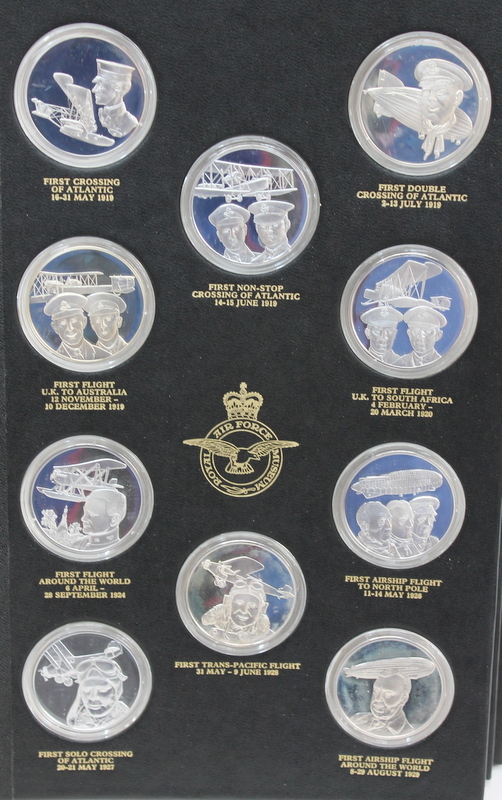 FIRST CROSSING
OF ATLANTIC
16-31 MAY 1919
FIRST DOUBLE
CROSSING OF ATLANTIC
2-13 JULY 1919
FIRST NON-STOP
CROSSING OF ATLANTIC
14-15 JUNE 1919
FIRST FLIGHT
U.K. TO AUSTRALIA
12 NOVEMBER –
10 DECEMBER 1919
FIRST FLIGHT
U.K. TO SOUTH AFRICA
4 FEBRUARY –
20 MARCH 1920
ROYAL AIR FORCE MUSEUM
FIRST FLIGHT
AROUND THE WORLD
6 APRIL –
28 SEPTEMBER 1924
FIRST AIRSHIP FLIGHT
TO NORTH POLE
11-14 MAY 1926
FIRST TRANS-PACIFIC FLIGHT
31 MAY – 9 JUNE 1928
FIRST SOLO CROSSING
OF ATLANTIC
20-21 MAY 1927
FIRST AIRSHIP FLIGHT
AROUND THE WORLD
8-29 AUGUST 1929